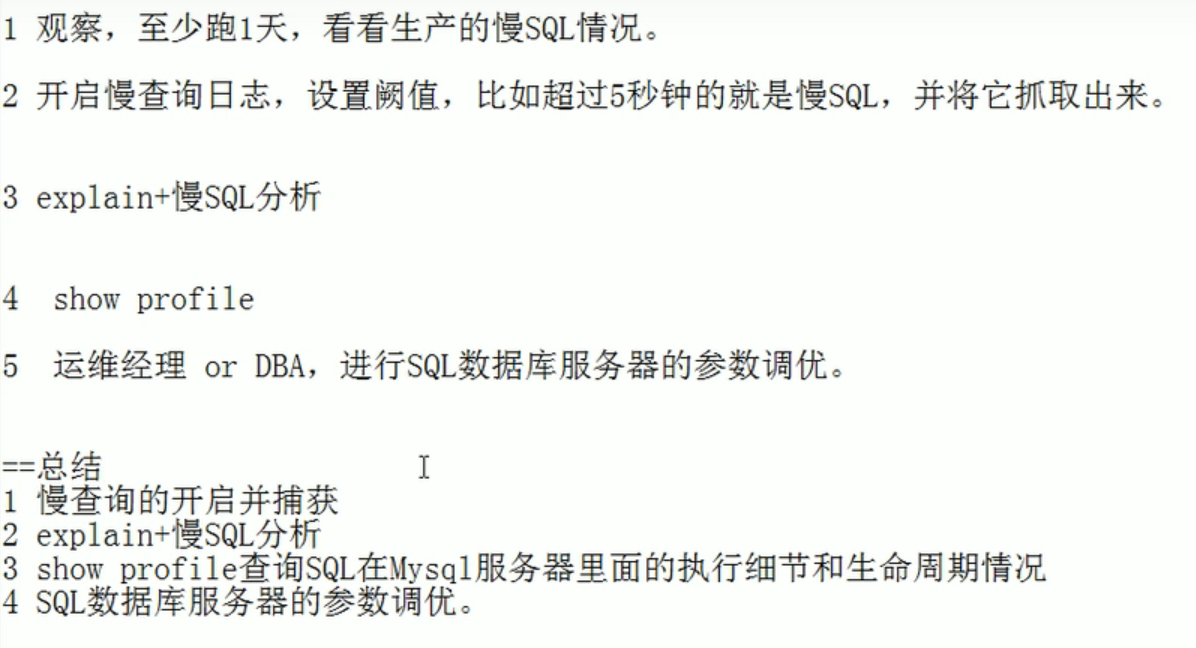 1 观察，至少跑1天，看看生产的慢SQL情况。
2 开启慢查询日志，设置阙值，比如超过5秒钟的就是慢SQL，并将它抓取出来。
3 explain+慢SQL分析
4 show profile
5 运维经理 or DBA，进行SQL数据库服务器的参数调优。
==总结
1 慢查询的开启并捕获
2 explain+慢SQL分析
3 show profile查询SQL在Mysql服务器里面的执行细节和生命周期情况
4 SQL数据库服务器的参数调优。